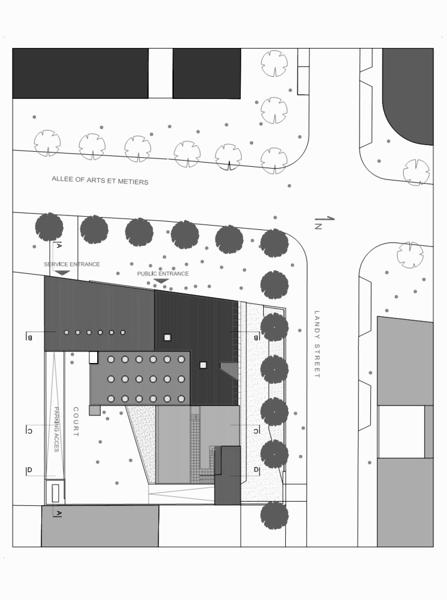 ALLEE OF ARTS ET METIERS
N
A
SERVICE ENTRANCE
PUBLIC ENTRANCE
LANDY STREET
B
B
COURT
PARKING ACCES
C
C
D
D
A